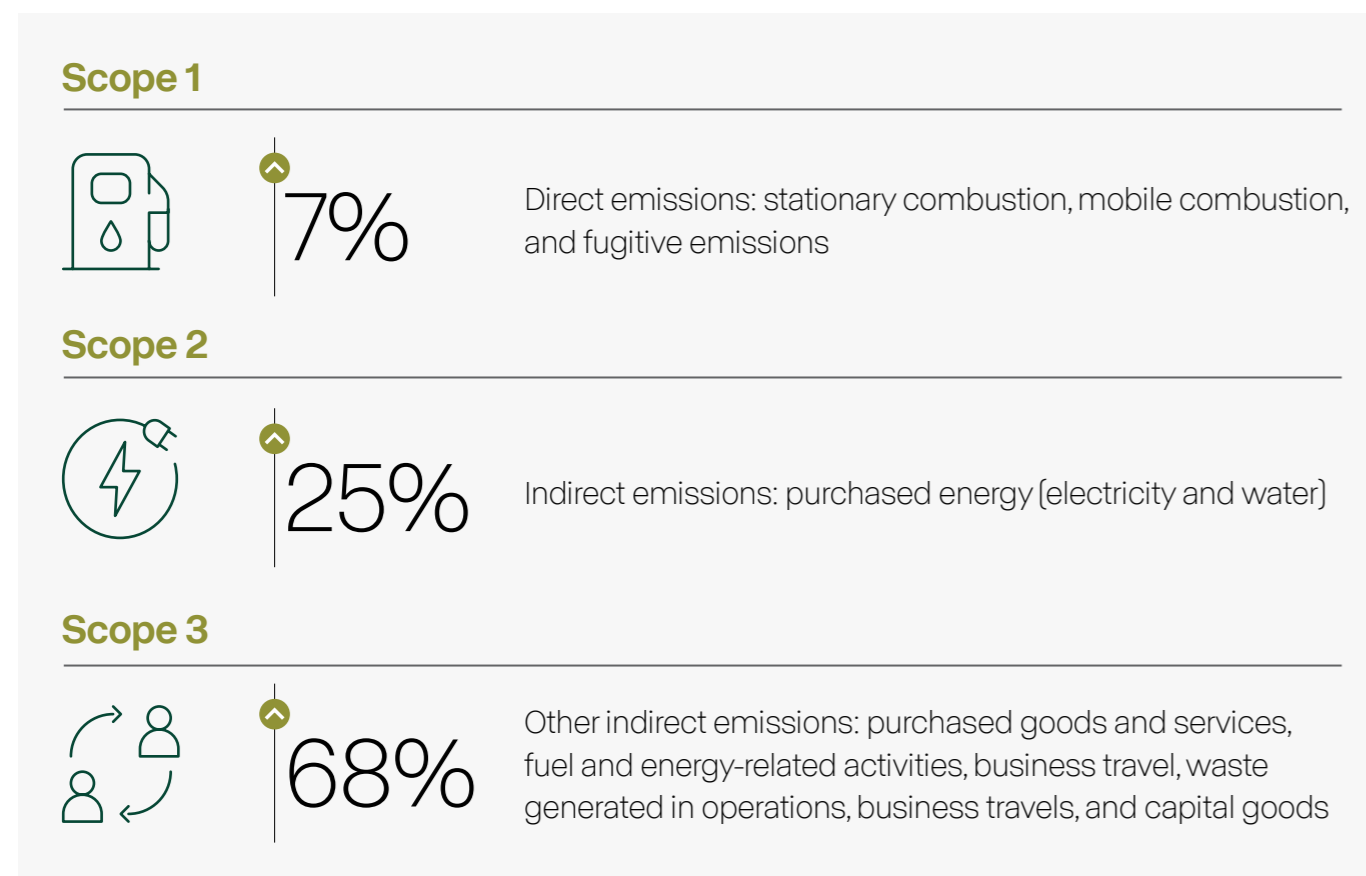 Scope 1
7%
Direct emissions: stationary combustion, mobile combustion,
and fugitive emissions
Scope 2
25%
Indirect emissions: purchased energy (electricity and water)
Scope 3
68%
Other indirect emissions: purchased goods and services,
fuel and energy-related activities, business travel, waste
generated in operations, business travels, and capital goods